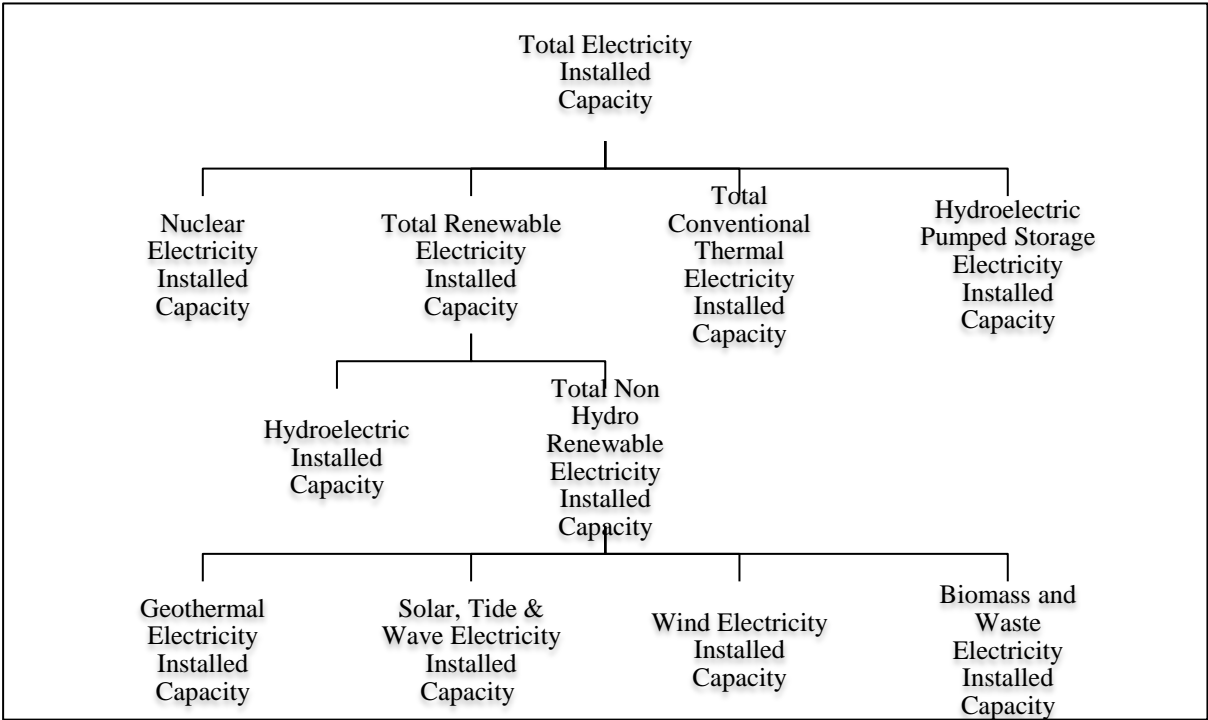 Total Electricity
Installed
Capacity
Nuclear
Electricity
Installed
Capacity
Total Renewable
Electricity
Installed
Capacity
Total
Conventional
Thermal
Electricity
Installed
Capacity
Hydroelectric
Pumped Storage
Electricity
Installed
Capacity
Hydroelectric
Installed
Capacity
Total Non
Hydro
Renewable
Electricity
Installed
Capacity
Geothermal
Electricity
Installed
Capacity
Solar, Tide &
Wave Electricity
Installed
Capacity
Wind Electricity
Installed
Capacity
Biomass and
Waste
Electricity
Installed
Capacity